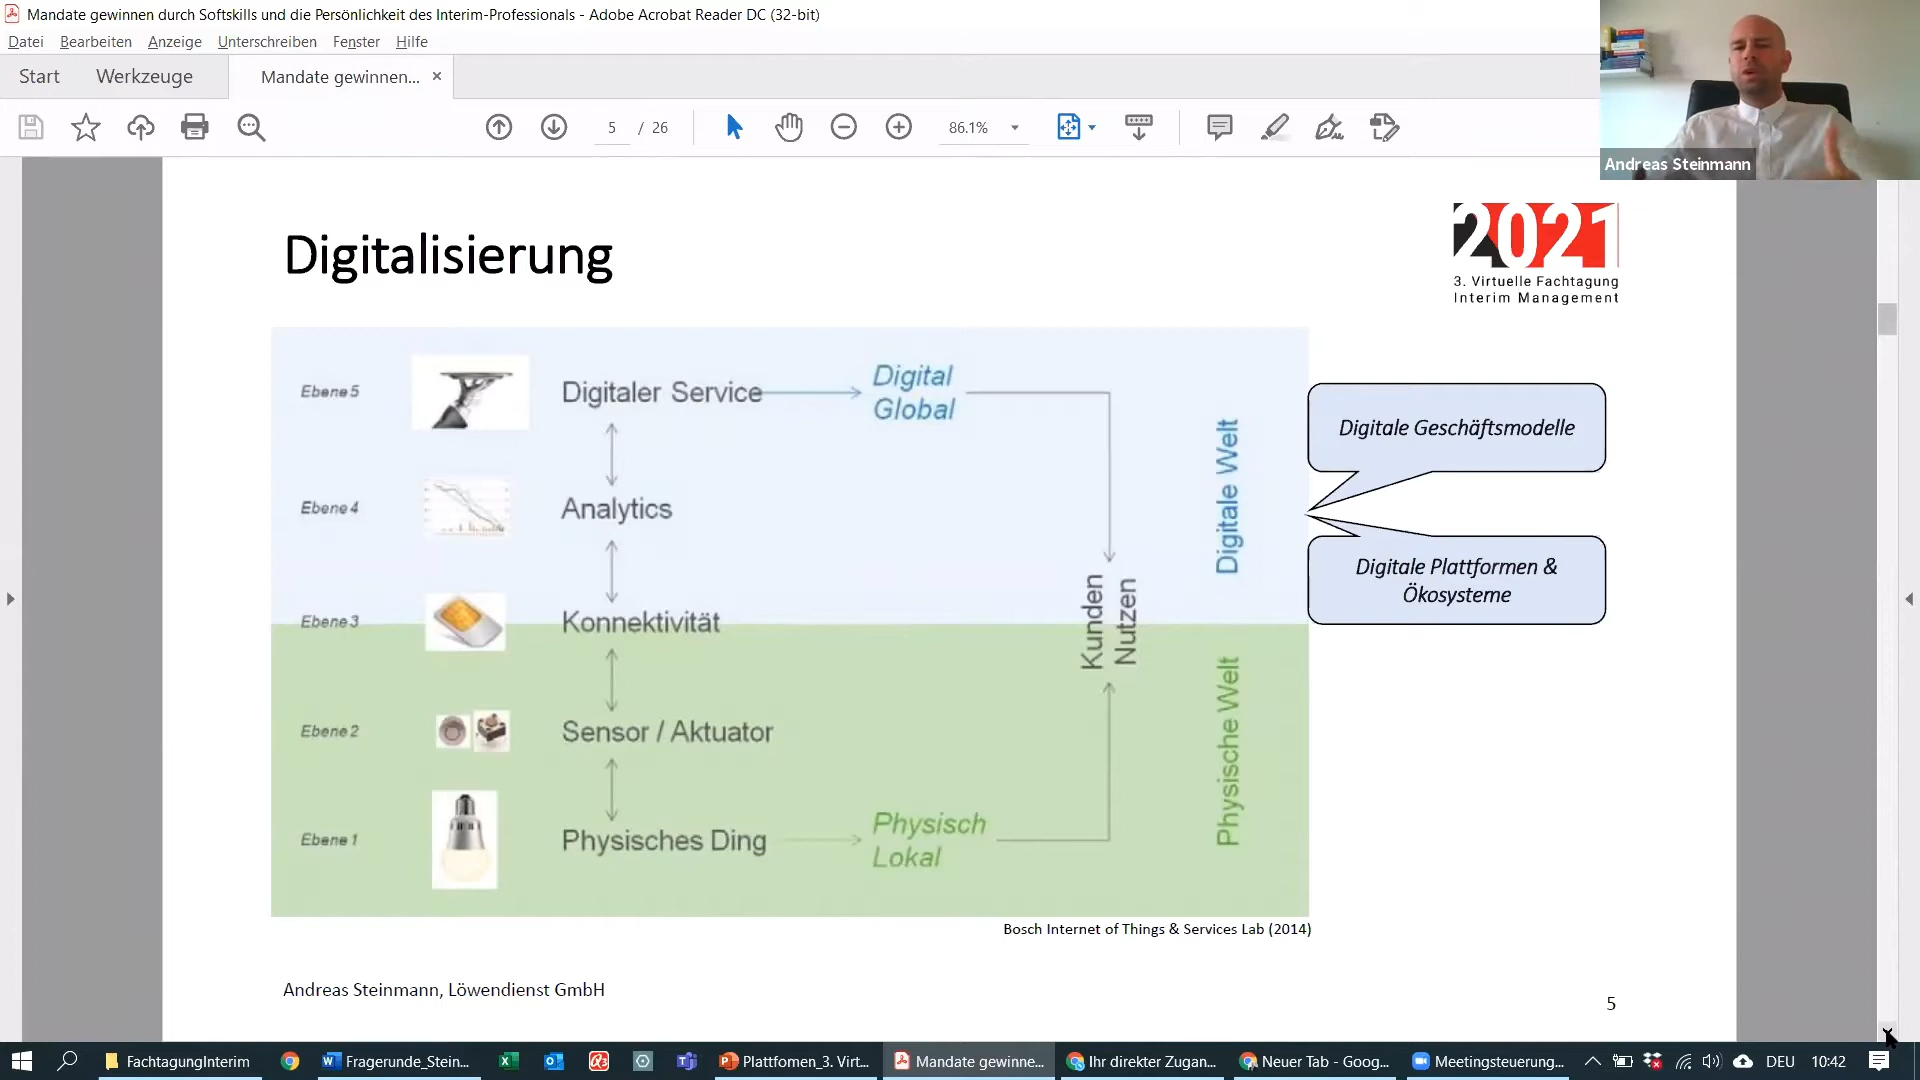 Mandate gewinnen durch Softskills und die Persönlichkeit des Interim-Professionals - Adobe Acrobat Reader DC (32-bit)
Datei Bearbeiten Anzeige Unterschreiben Fenster Hilfe
Start Werkzeuge Mandate gewinnen... ×
5 / 26 86.1%
Andreas Steinmann
Digitalisierung
2021
3. Virtuelle Fachtagung
Interim Management
Ebene 5
Digitaler Service
Digital
Global
Ebene 4
Analytics
Ebene 3
Konnektivität
Ebene 2
Sensor / Aktuator
Ebene 1
Physisches Ding
Physisch
Lokal
Kunden
Nutzen
Digitale Welt
Physische Welt
Digitale Geschäftsmodelle
Digitale Plattformen &
Ökosysteme
Bosch Internet of Things & Services Lab (2014)
Andreas Steinmann, Löwendienst GmbH
5
FachtagungInterim Fragerunde_Stein... Plattfomen_3. Virt... Mandate gewinne... Ihr direkter Zugan... Neuer Tab - Goog... Meetingsteuerung... DEU 10:42